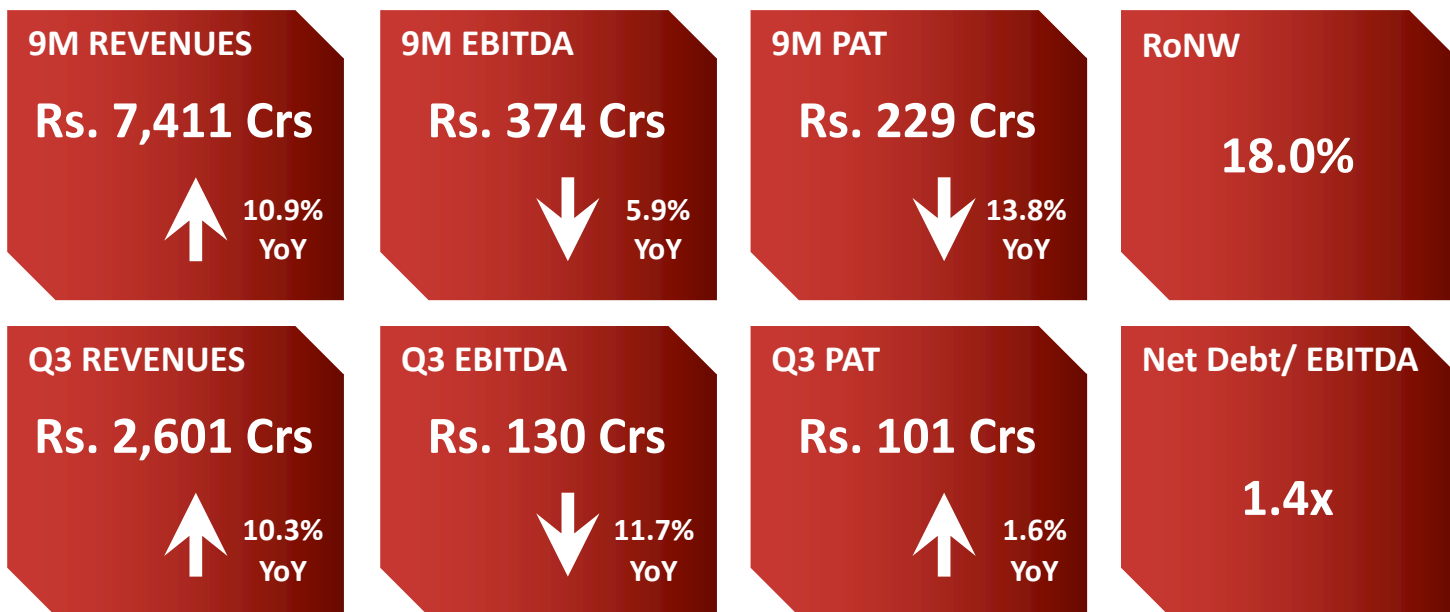 9M REVENUES
Rs. 7,411 Crs
10.9%
YoY
9M EBITDA
Rs. 374 Crs
5.9%
YoY
9M PAT
Rs. 229 Crs
13.8%
YoY
RoNW
18.0%
Q3 REVENUES
Rs. 2,601 Crs
10.3%
YoY
Q3 EBITDA
Rs. 130 Crs
11.7%
YoY
Q3 PAT
Rs. 101 Crs
1.6%
YoY
Net Debt/ EBITDA
1.4x